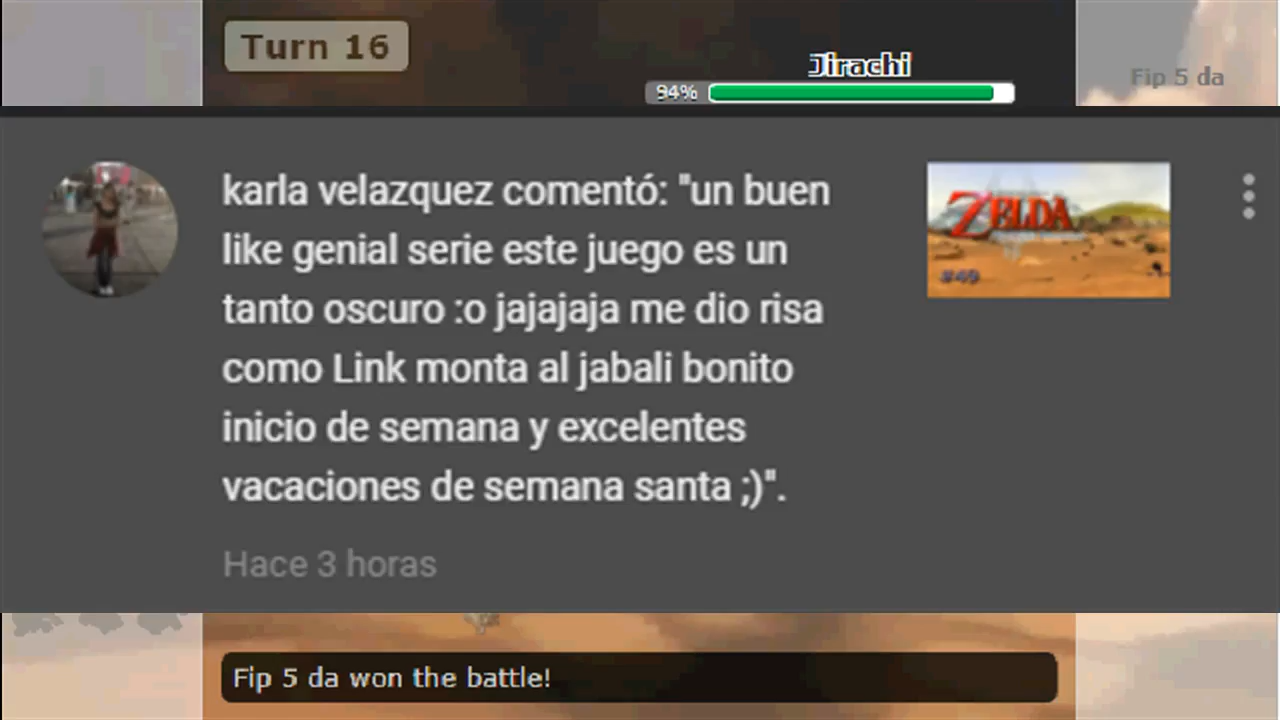 Turn 16
Jirachi
94%
Fip 5 da
karla velazquez comentó: "un buen
like genial serie este juego es un
tanto oscuro :o jajajaja me dio risa
como Link monta al jabali bonito
inicio de semana y excelentes
vacaciones de semana santa ;)".
Hace 3 horas
ZELDA
#49
Fip 5 da won the battle!